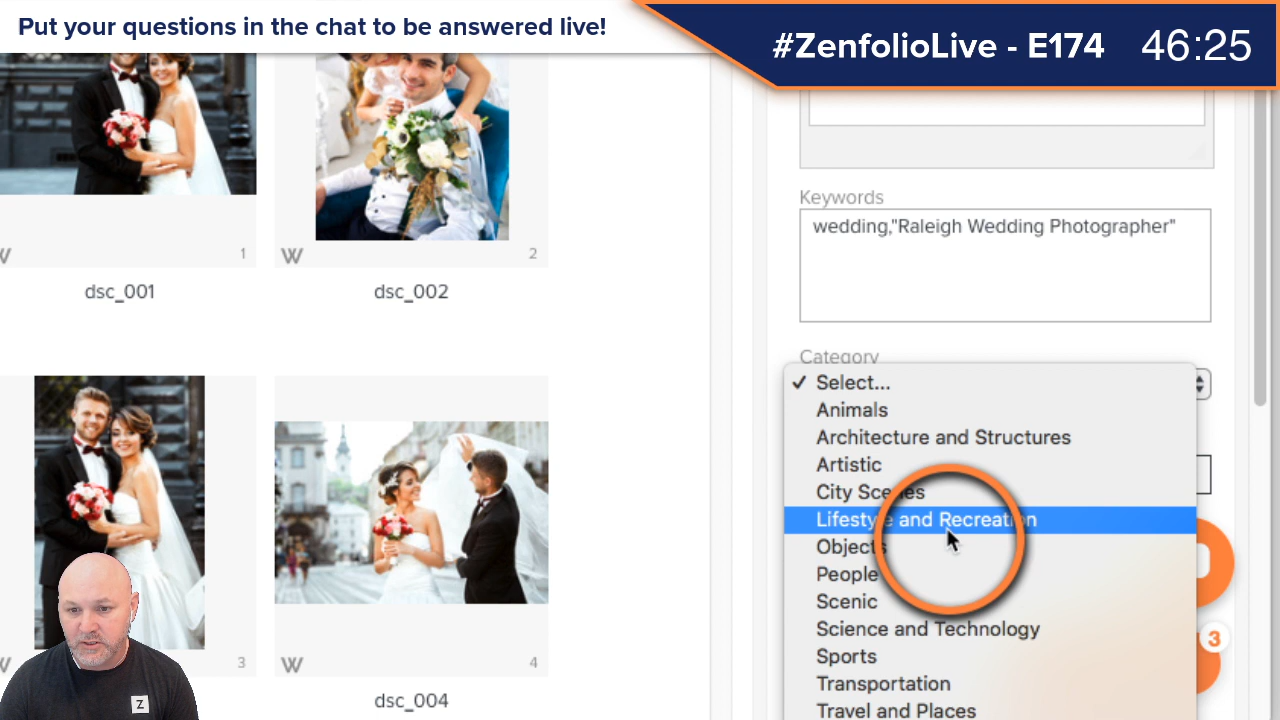 Put your questions in the chat to be answered live!
#ZenfolioLive - E174
46:25
Keywords
wedding,"Raleigh Wedding Photographer"
W
1
W
2
dsc_001
dsc_002
Category
✓ Select...
Animals
Architecture and Structures
Artistic
City Scenes
Lifestyle and Recreation
Objects
People
Scenic
Science and Technology
Sports
Transportation
Travel and Places
W
3
W
4
dsc_004
3
Z